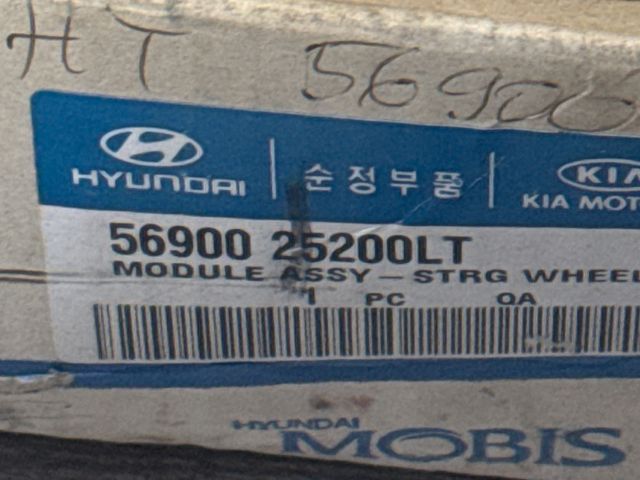 HT 56900
HYUNDAI 순정부품 KIA
KIA MOT
56900 25200LT
MODULE ASSY-STRG WHEEL
1 PC QA
HYUNDAI MOBIS